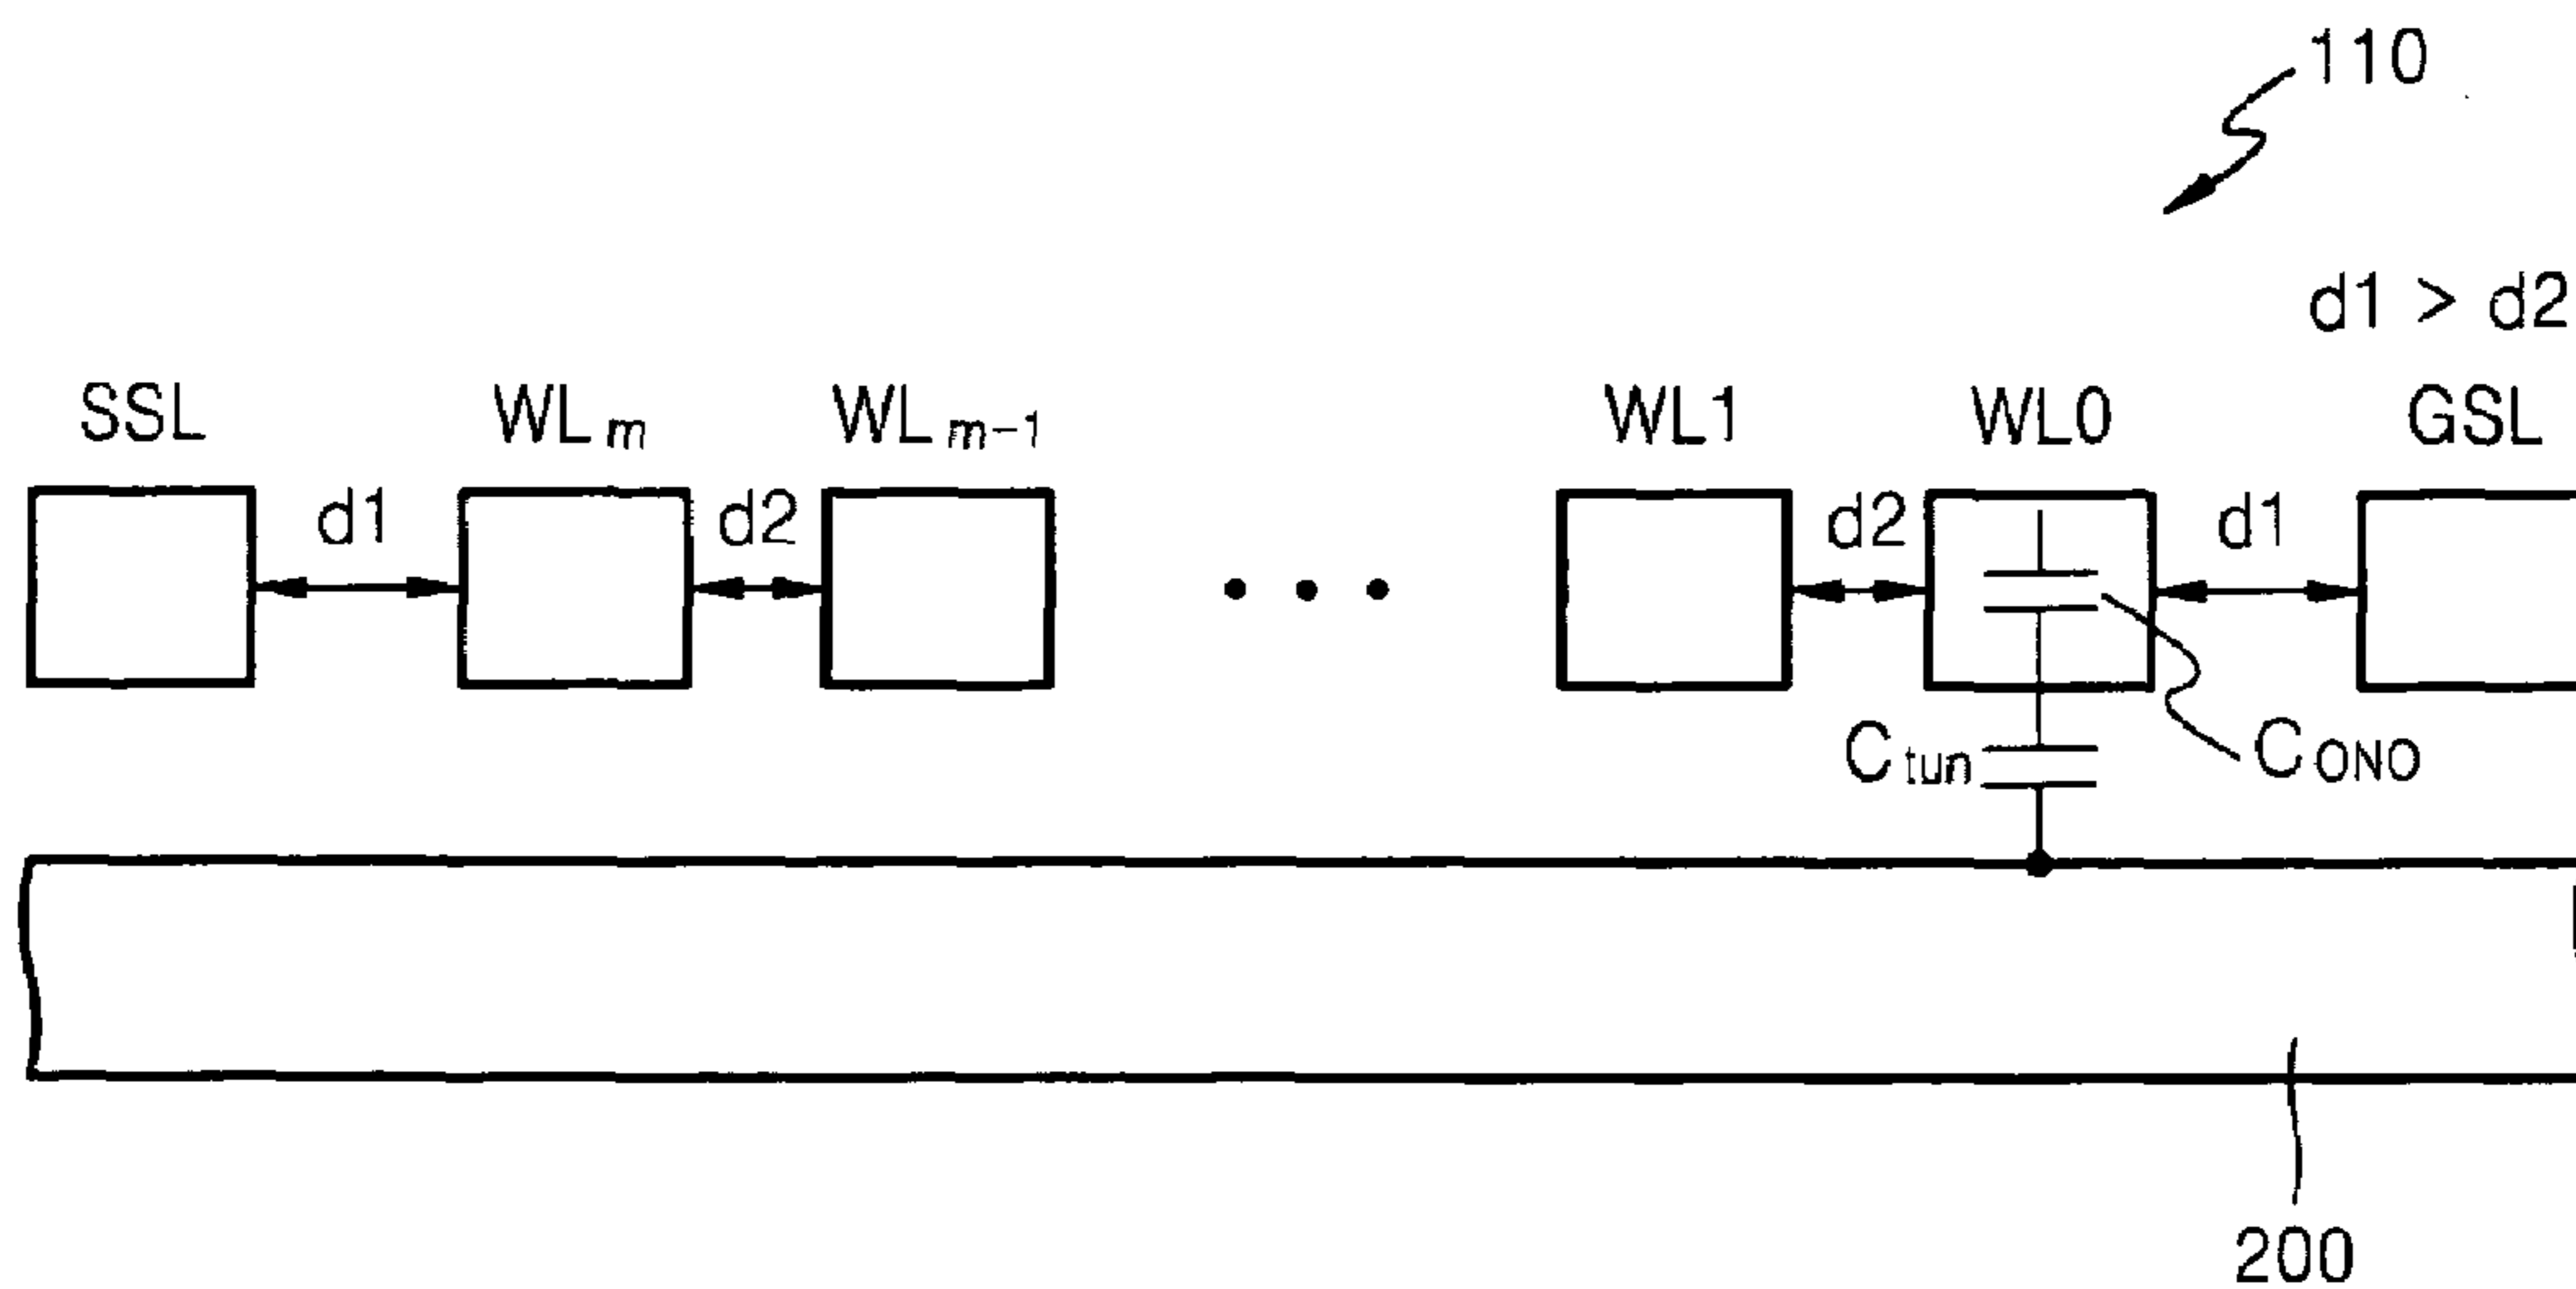 110
d1 > d2
SSL WLm WLm-1 WL1 WL0 GSL
d1 d2 d2 d1
Ctun CONO
200